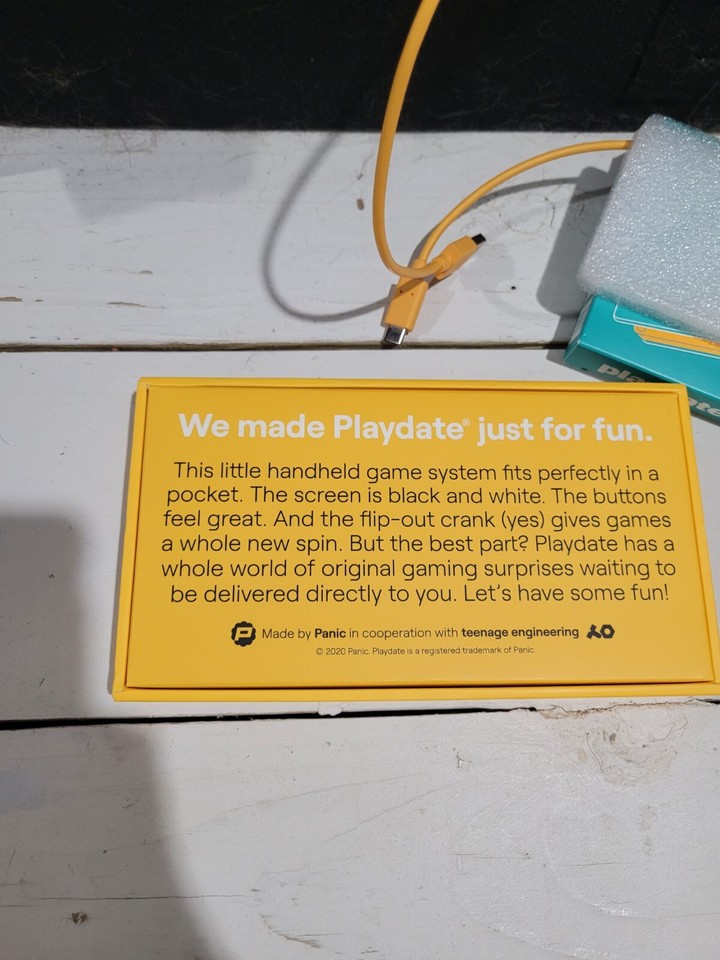 Playdate
We made Playdate® just for fun.
This little handheld game system fits perfectly in a
pocket. The screen is black and white. The buttons
feel great. And the flip-out crank (yes) gives games
a whole new spin. But the best part? Playdate has a
whole world of original gaming surprises waiting to
be delivered directly to you. Let's have some fun!
P Made by Panic in cooperation with teenage engineering
© 2020 Panic. Playdate is a registered trademark of Panic.